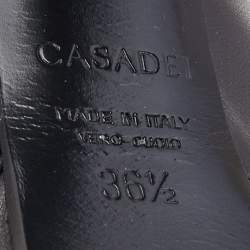 CASADEI
MADE IN ITALY
VERO CUOIO
36½